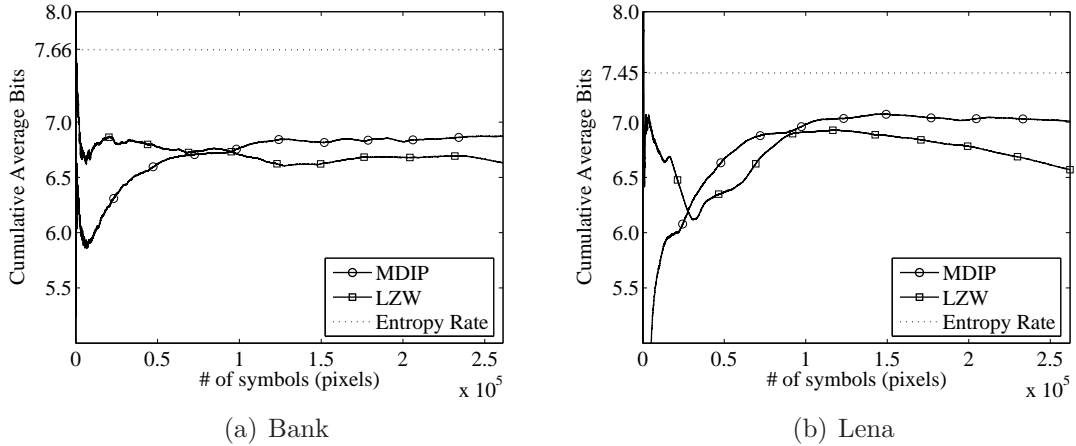 8.0
7.66
7.0
6.5
6.0
5.5
Cumulative Average Bits
MDIP
LZW
Entropy Rate
0 0.5 1 1.5 2 2.5
# of symbols (pixels)
x 10^5
(a) Bank
8.0
7.45
7.0
6.5
6.0
5.5
Cumulative Average Bits
MDIP
LZW
Entropy Rate
0 0.5 1 1.5 2 2.5
# of symbols (pixels)
x 10^5
(b) Lena